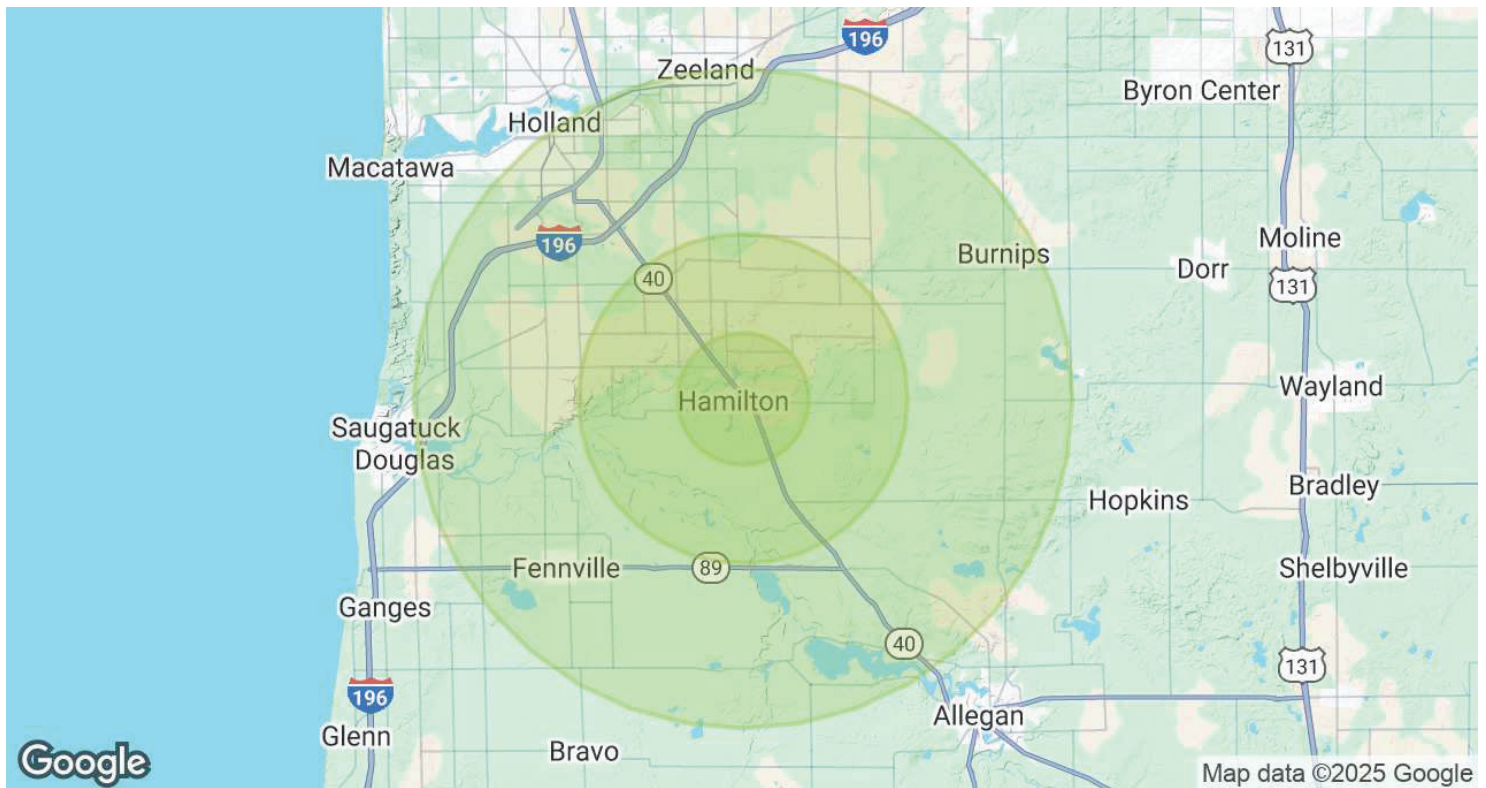 196
131
Zeeland
Byron Center
Holland
Macatawa
196
Burnips
Moline
Dorr
40
131
Hamilton
Wayland
Saugatuck
Douglas
Bradley
Hopkins
Fennville
89
Shelbyville
Ganges
40
131
196
Allegan
Glenn
Bravo
Google
Map data ©2025 Google